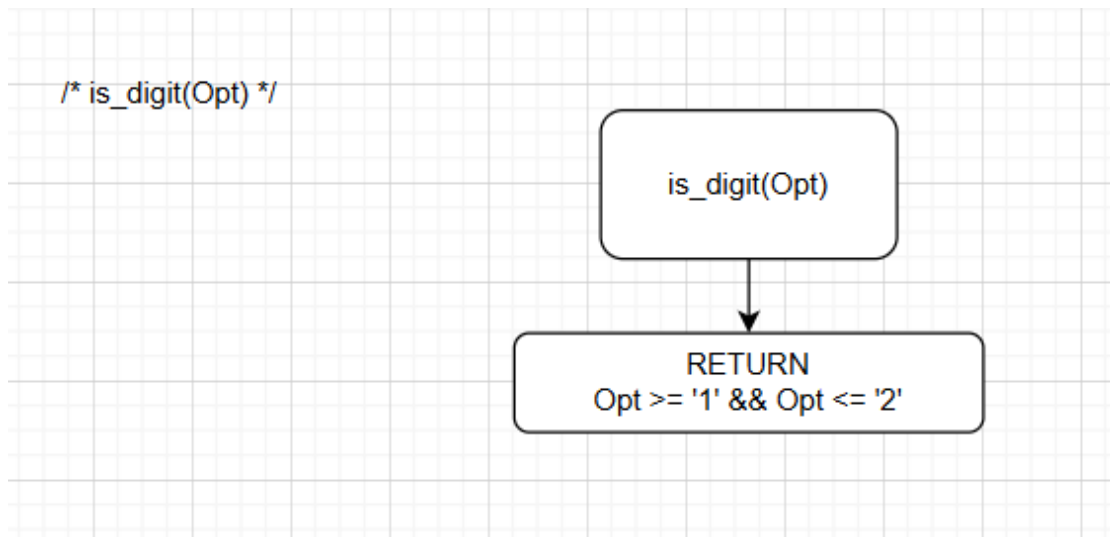 /* is_digit(Opt) */
is_digit(Opt)
RETURN
Opt >= '1' && Opt <= '2'